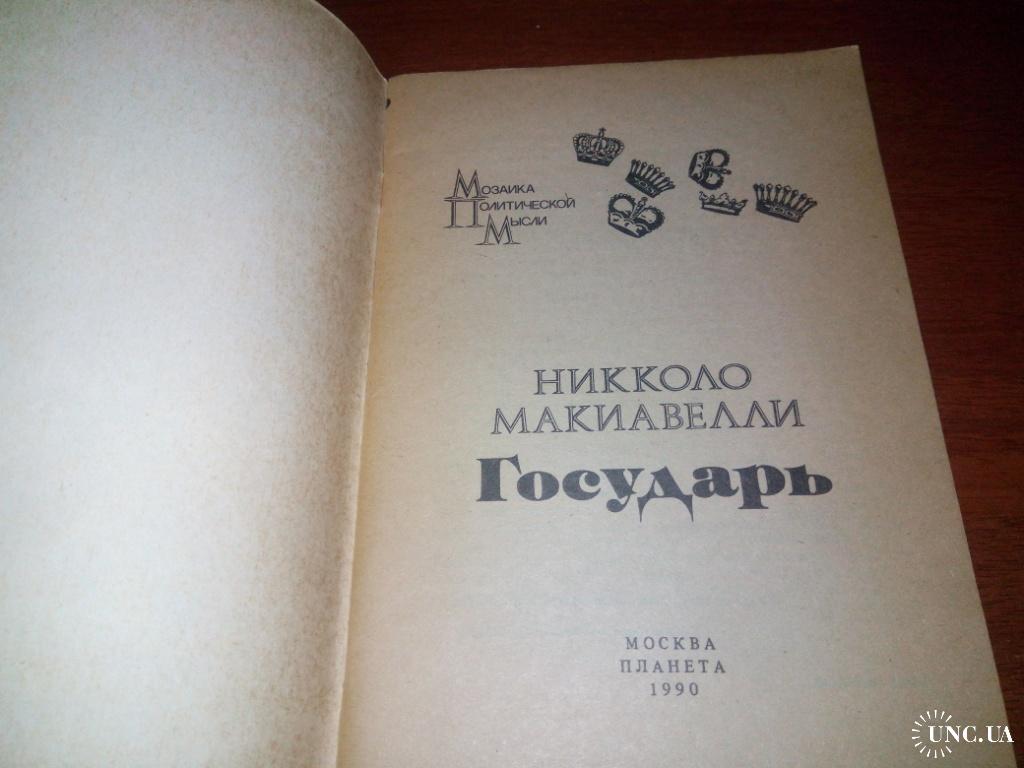 Мозаика
Политической
Мысли
НИККОЛО
МАКИАВЕЛЛИ
Государь
МОСКВА
ПЛАНЕТА
1990
UNC.UA